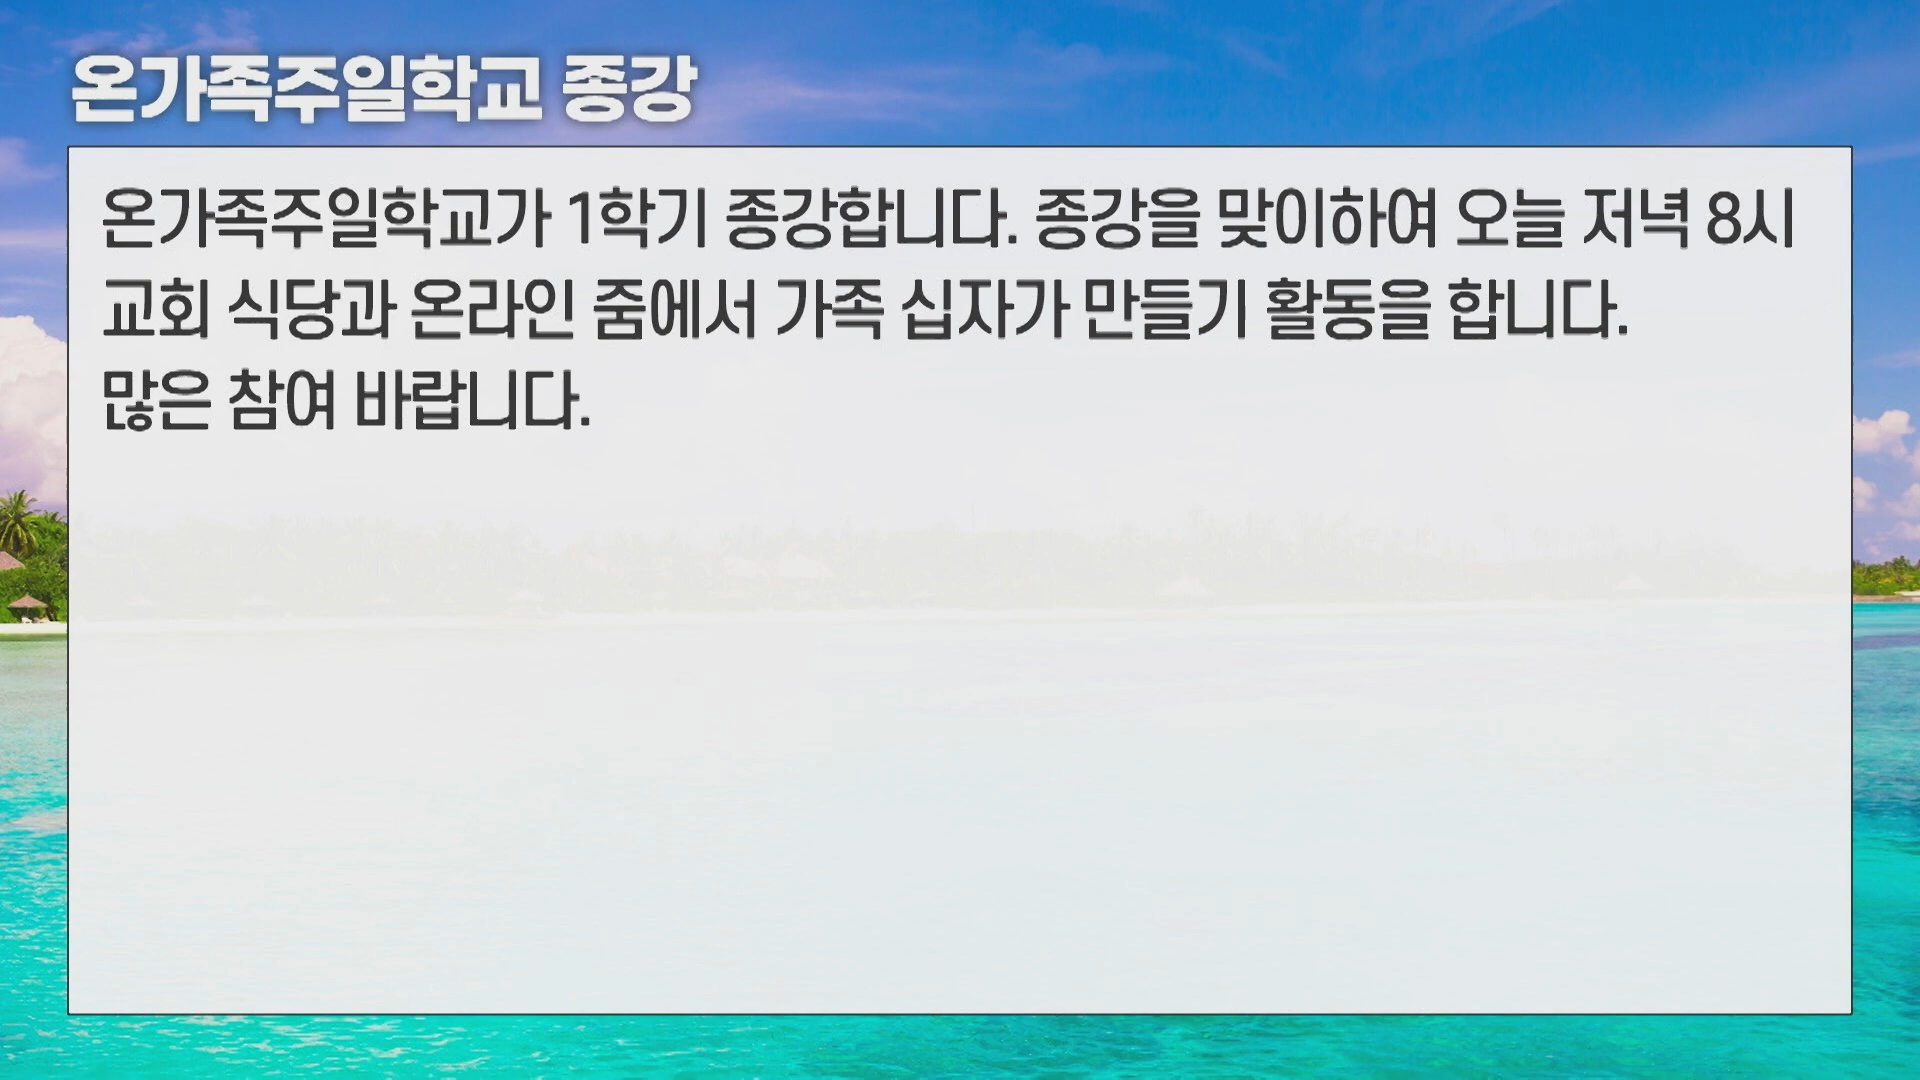 온가족주일학교 종강
온가족주일학교가 1학기 종강합니다. 종강을 맞이하여 오늘 저녁 8시
교회 식당과 온라인 줌에서 가족 십자가 만들기 활동을 합니다.
많은 참여 바랍니다.